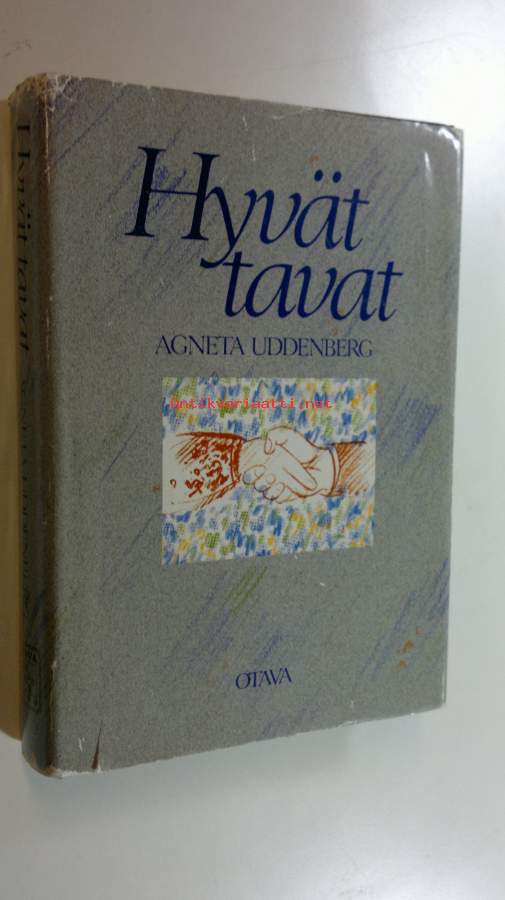 Hyvät
tavat
AGNETA UDDENBERG
antikvariaatti.net
OTAVA
Hyvät tavat